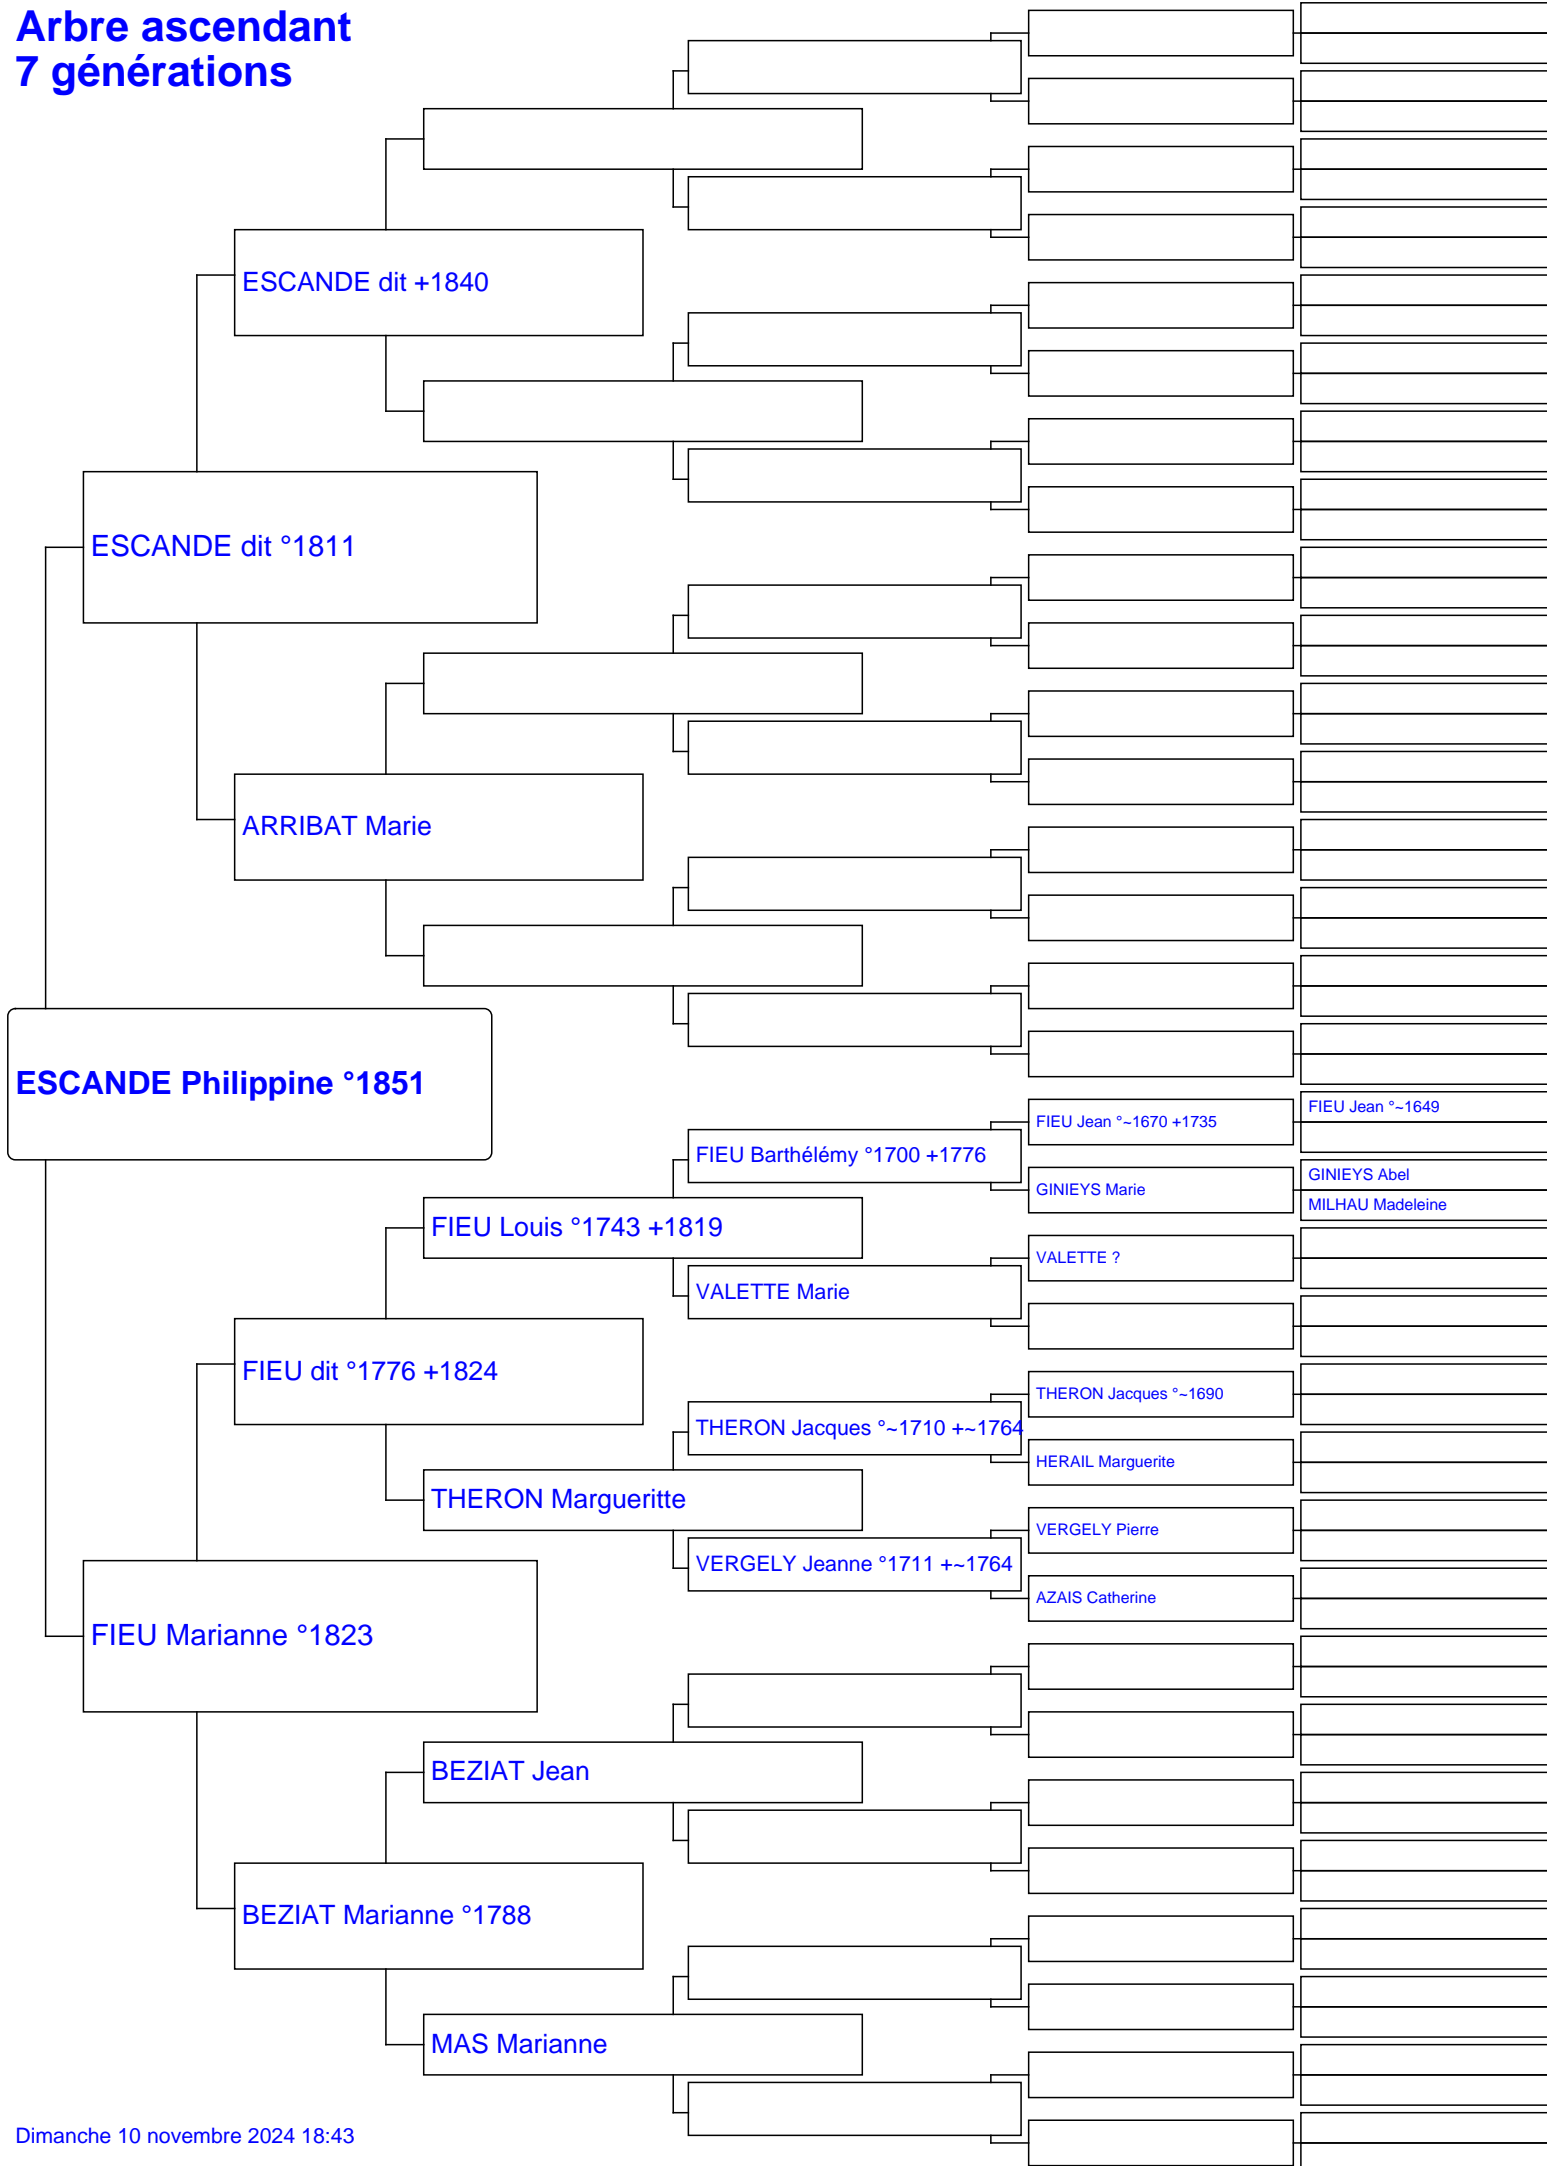 Arbre ascendant
7 générations
ESCANDE dit +1840
ESCANDE dit °1811
ARRIBAT Marie
ESCANDE Philippine °1851
FIEU Jean °~1649
FIEU Jean °~1670 +1735
FIEU Barthélémy °1700 +1776
GINIEYS Abel
GINIEYS Marie
MILHAU Madeleine
FIEU Louis °1743 +1819
VALETTE ?
VALETTE Marie
FIEU dit °1776 +1824
THERON Jacques °~1690
THERON Jacques °~1710 +~1764
HERAIL Marguerite
THERON Margueritte
VERGELY Pierre
VERGELY Jeanne °1711 +~1764
AZAIS Catherine
FIEU Marianne °1823
BEZIAT Jean
BEZIAT Marianne °1788
MAS Marianne
Dimanche 10 novembre 2024 18:43